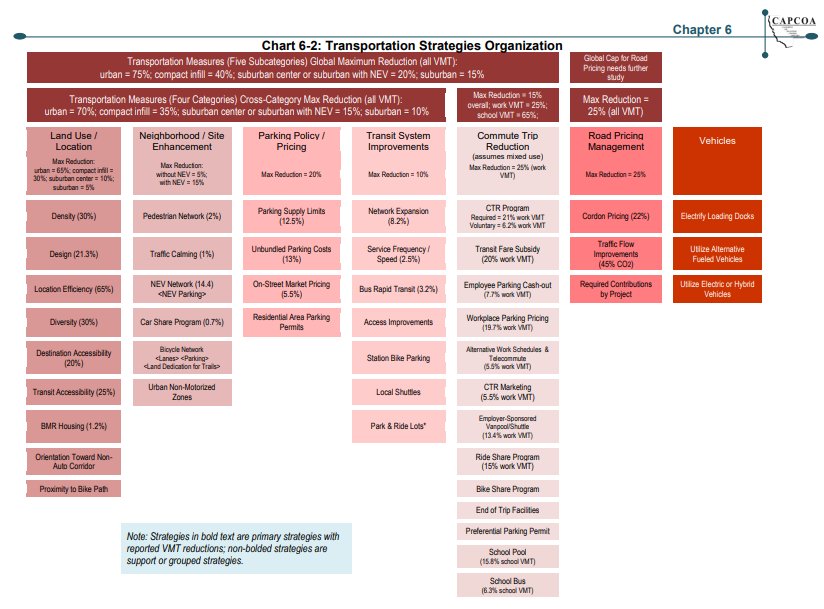 Chapter 6
CAPCOA
Chart 6-2: Transportation Strategies Organization
Transportation Measures (Five Subcategories) Global Maximum Reduction (all VMT):
urban = 75%; compact infill = 40%; suburban center or suburban with NEV = 20%; suburban = 15%
Global Cap for Road
Pricing needs further
study
Transportation Measures (Four Categories) Cross-Category Max Reduction (all VMT):
urban = 70%; compact infill = 35%; suburban center or suburban with NEV = 15%; suburban = 10%
Max Reduction = 15%
overall; work VMT = 25%;
school VMT = 65%;
Max Reduction =
25% (all VMT)
Land Use /
Location
Max Reduction:
urban = 65%; compact infill =
30%; suburban center = 10%;
suburban = 5%
Density (30%)
Design (21.3%)
Location Efficiency (65%)
Diversity (30%)
Destination Accessibility
(20%)
Transit Accessibility (25%)
BMR Housing (1.2%)
Orientation Toward Non-
Auto Corridor
Proximity to Bike Path
Neighborhood / Site
Enhancement
Max Reduction:
without NEV = 5%;
with NEV = 15%
Pedestrian Network (2%)
Traffic Calming (1%)
NEV Network (14.4)
<NEV Parking>
Car Share Program (0.7%)
Bicycle Network
<Lanes> <Parking>
<Land Dedication for Trails>
Urban Non-Motorized
Zones
Parking Policy /
Pricing
Max Reduction = 20%
Parking Supply Limits
(12.5%)
Unbundled Parking Costs
(13%)
On-Street Market Pricing
(5.5%)
Residential Area Parking
Permits
Transit System
Improvements
Max Reduction = 10%
Network Expansion
(8.2%)
Service Frequency /
Speed (2.5%)
Bus Rapid Transit (3.2%)
Access Improvements
Station Bike Parking
Local Shuttles
Park & Ride Lots*
Commute Trip
Reduction
(assumes mixed use)
Max Reduction = 25% (work
VMT)
CTR Program
Required = 21% work VMT
Voluntary = 6.2% work VMT
Transit Fare Subsidy
(20% work VMT)
Employee Parking Cash-out
(7.7% work VMT)
Workplace Parking Pricing
(19.7% work VMT)
Alternative Work Schedules &
Telecommute
(5.5% work VMT)
CTR Marketing
(5.5% work VMT)
Employer-Sponsored
Vanpool/Shuttle
(13.4% work VMT)
Ride Share Program
(15% work VMT)
Bike Share Program
End of Trip Facilities
Preferential Parking Permit
School Pool
(15.8% school VMT)
School Bus
(6.3% school VMT)
Road Pricing
Management
Max Reduction = 25%
Cordon Pricing (22%)
Traffic Flow
Improvements
(45% CO2)
Required Contributions
by Project
Vehicles
Electrify Loading Docks
Utilize Alternative
Fueled Vehicles
Utilize Electric or Hybrid
Vehicles
Note: Strategies in bold text are primary strategies with
reported VMT reductions; non-bolded strategies are
support or grouped strategies.